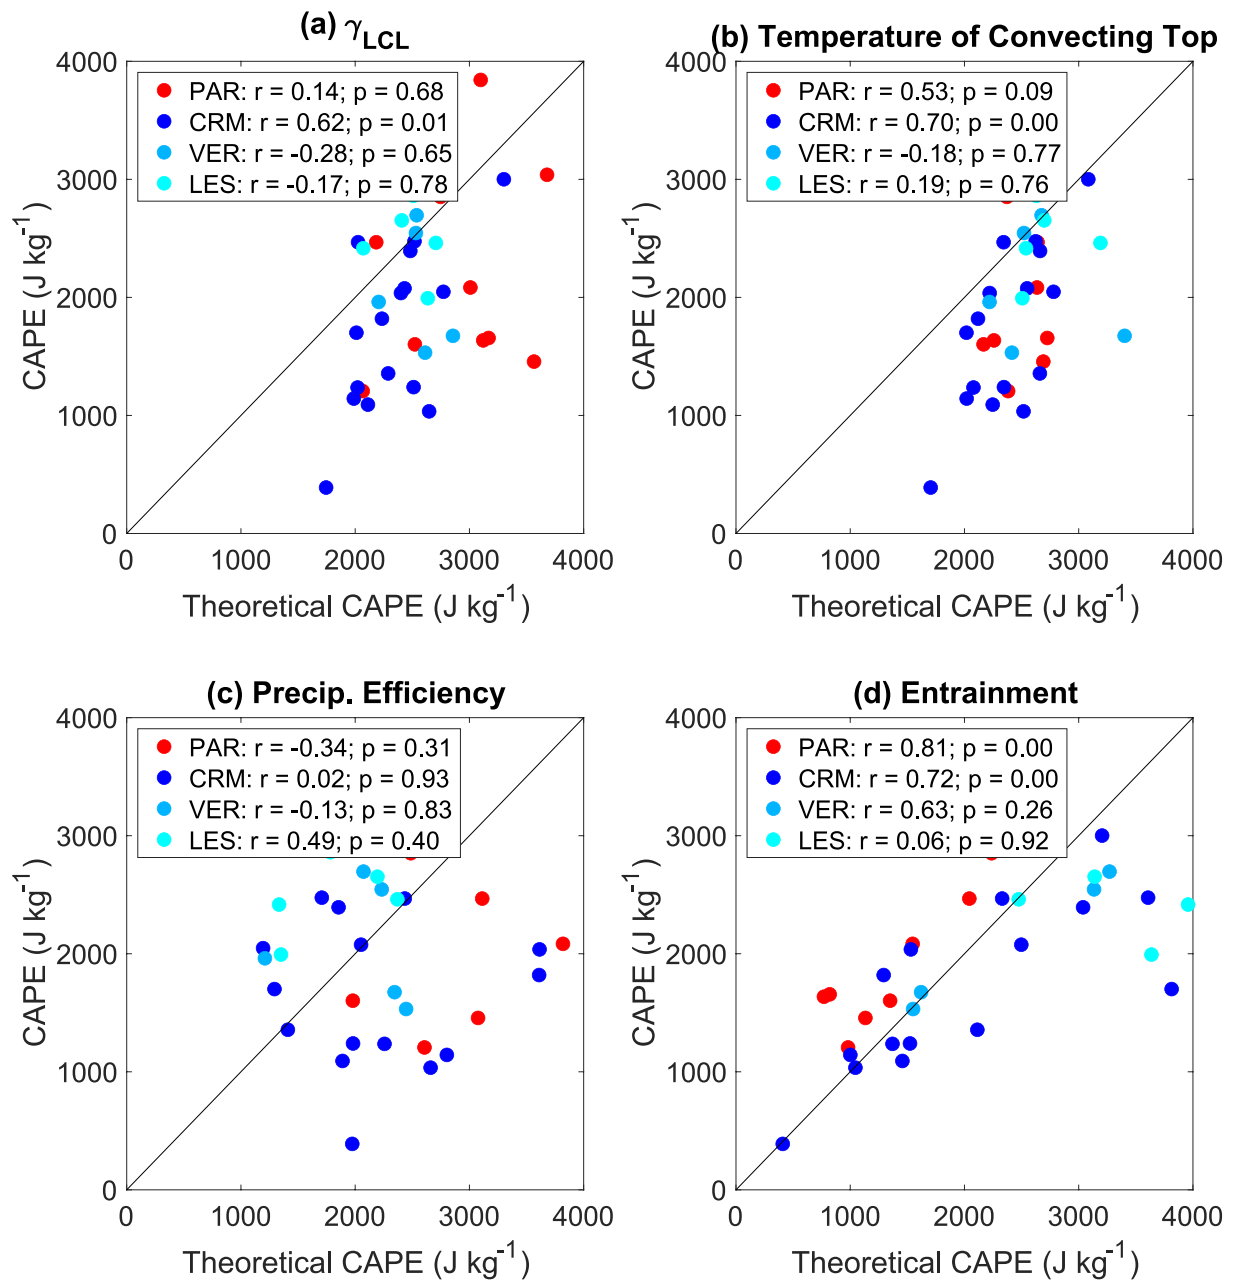 (a) γLCL
4000
3000
2000
1000
0
CAPE (J kg-1)
PAR: r = 0.14; p = 0.68
CRM: r = 0.62; p = 0.01
VER: r = -0.28; p = 0.65
LES: r = -0.17; p = 0.78
0 1000 2000 3000 4000
Theoretical CAPE (J kg-1)
(b) Temperature of Convecting Top
4000
3000
2000
1000
0
CAPE (J kg-1)
PAR: r = 0.53; p = 0.09
CRM: r = 0.70; p = 0.00
VER: r = -0.18; p = 0.77
LES: r = 0.19; p = 0.76
0 1000 2000 3000 4000
Theoretical CAPE (J kg-1)
(c) Precip. Efficiency
4000
3000
2000
1000
0
CAPE (J kg-1)
PAR: r = -0.34; p = 0.31
CRM: r = 0.02; p = 0.93
VER: r = -0.13; p = 0.83
LES: r = 0.49; p = 0.40
0 1000 2000 3000 4000
Theoretical CAPE (J kg-1)
(d) Entrainment
4000
3000
2000
1000
0
CAPE (J kg-1)
PAR: r = 0.81; p = 0.00
CRM: r = 0.72; p = 0.00
VER: r = 0.63; p = 0.26
LES: r = 0.06; p = 0.92
0 1000 2000 3000 4000
Theoretical CAPE (J kg-1)